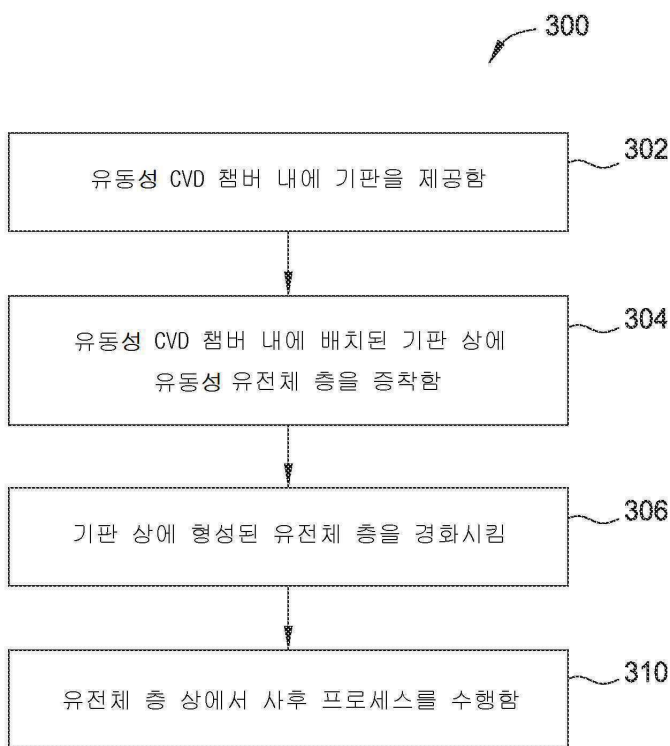 300
302
유동성 CVD 챔버 내에 기판을 제공함
304
유동성 CVD 챔버 내에 배치된 기판 상에
유동성 유전체 층을 증착함
306
기판 상에 형성된 유전체 층을 경화시킴
310
유전체 층 상에서 사후 프로세스를 수행함